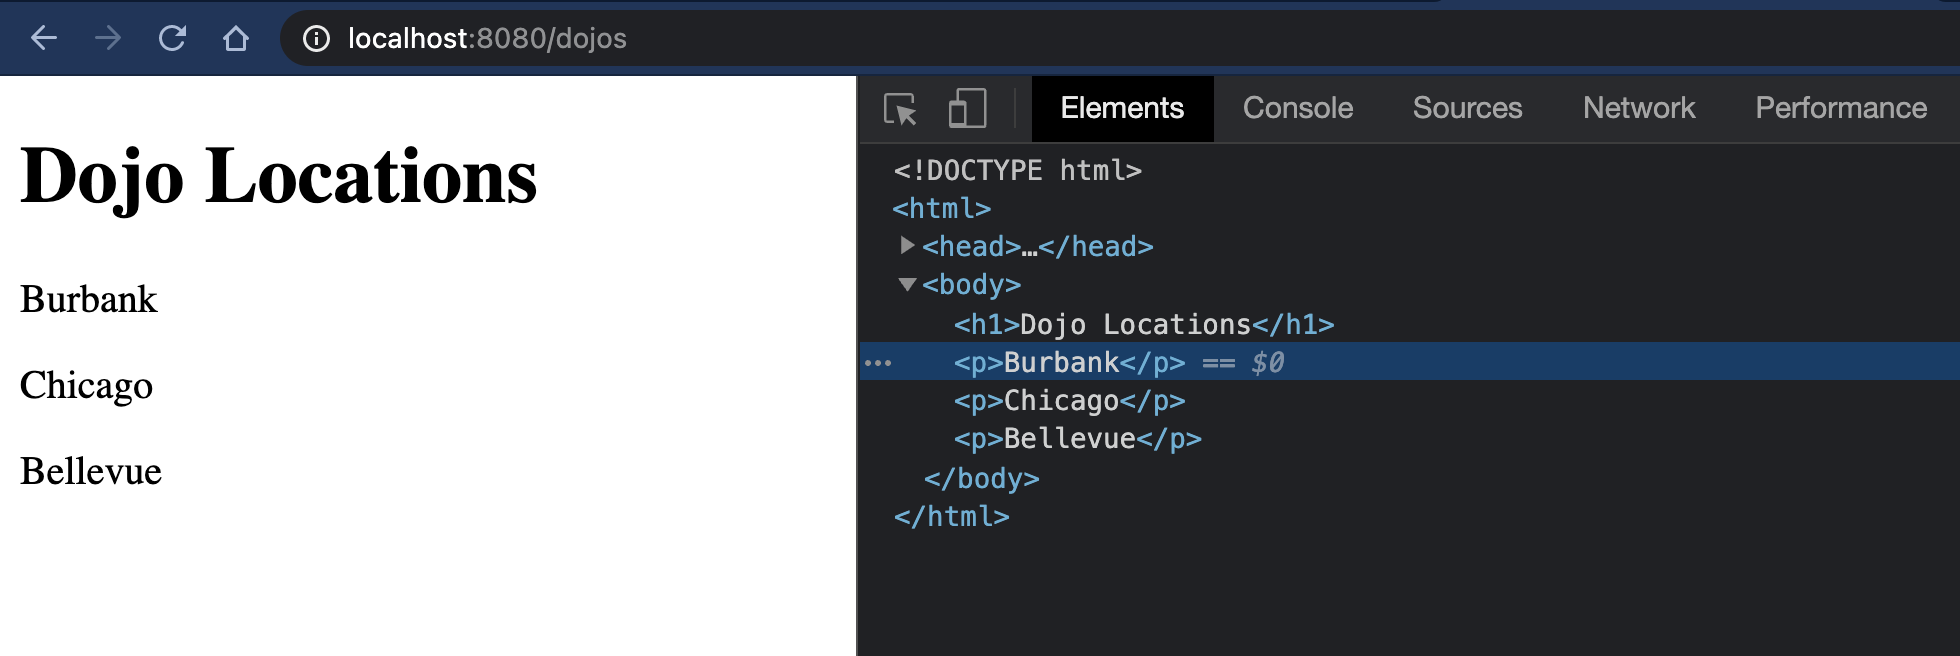 localhost:8080/dojos
Dojo Locations
Burbank
Chicago
Bellevue
Elements Console Sources Network Performance
<!DOCTYPE html>
<html>
<head>…</head>
<body>
<h1>Dojo Locations</h1>
<p>Burbank</p> == $0
<p>Chicago</p>
<p>Bellevue</p>
</body>
</html>